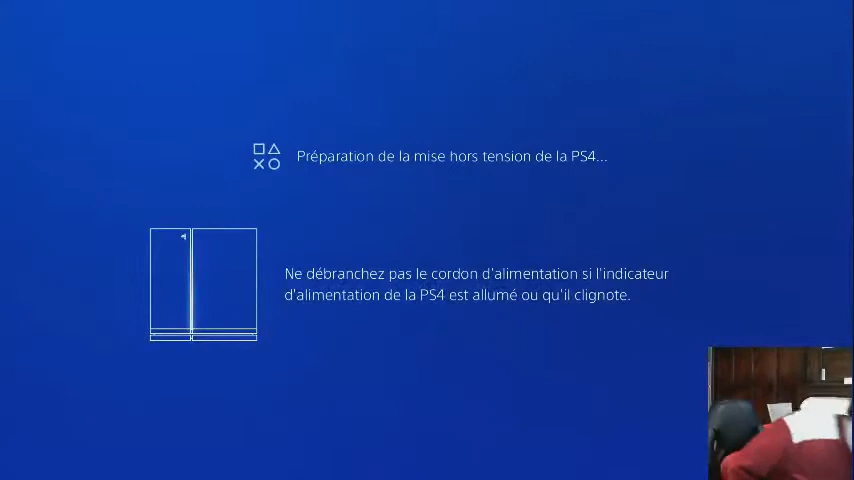 Préparation de la mise hors tension de la PS4...
Ne débranchez pas le cordon d'alimentation si l'indicateur
d'alimentation de la PS4 est allumé ou qu'il clignote.